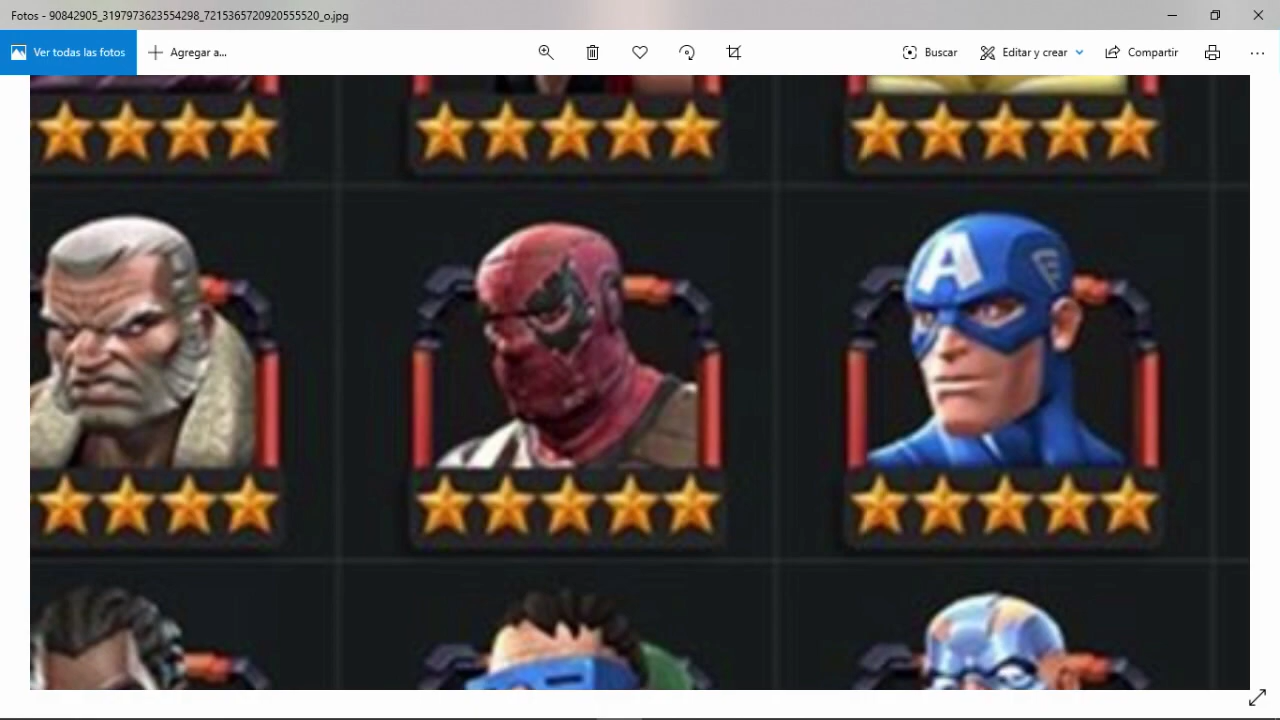 Fotos - 90842905_3197973623554298_7215365720920555520_o.jpg
Ver todas las fotos
Agregar a...
Buscar
Editar y crear
Compartir
A